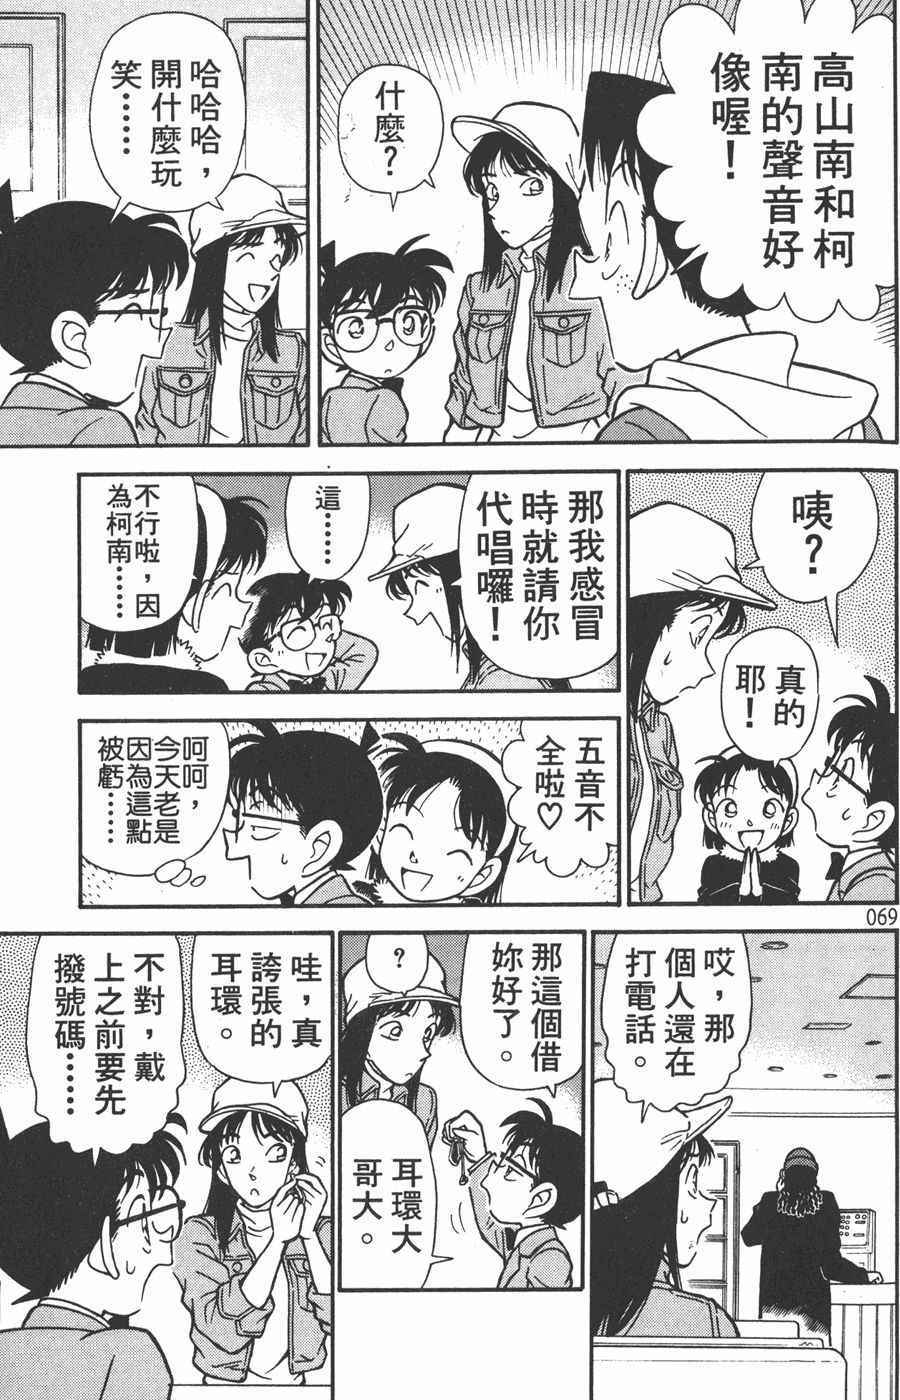 高山南和柯
南的聲音好
像喔！
什麼？
哈哈哈，
開什麼玩
笑……
咦？
真的
耶！
那我感冒
時就請你
代唱囉！
這……
不行啦，因
為柯南……
五音不
全啦♡
呵呵，
今天老是
因為這點
被虧……
069
哎，那
個人還在
打電話。
那這個借
妳好了。
？
耳環大
哥大。
哇，真
誇張的
耳環。
不對，戴
上之前要先
撥號碼……